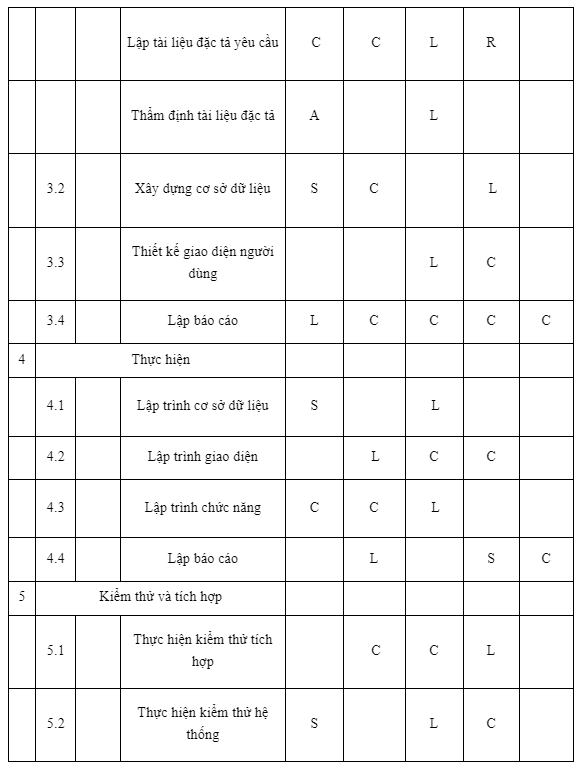 Lập tài liệu đặc tả yêu cầu C C L R
Thẩm định tài liệu đặc tả A L
3.2 Xây dựng cơ sở dữ liệu S C L
3.3 Thiết kế giao diện người
dùng L C
3.4 Lập báo cáo L C C C C
4 Thực hiện
4.1 Lập trình cơ sở dữ liệu S L
4.2 Lập trình giao diện L C C
4.3 Lập trình chức năng C C L
4.4 Lập báo cáo L S C
5 Kiểm thử và tích hợp
5.1 Thực hiện kiểm thử tích
hợp C C L
5.2 Thực hiện kiểm thử hệ
thống S L C